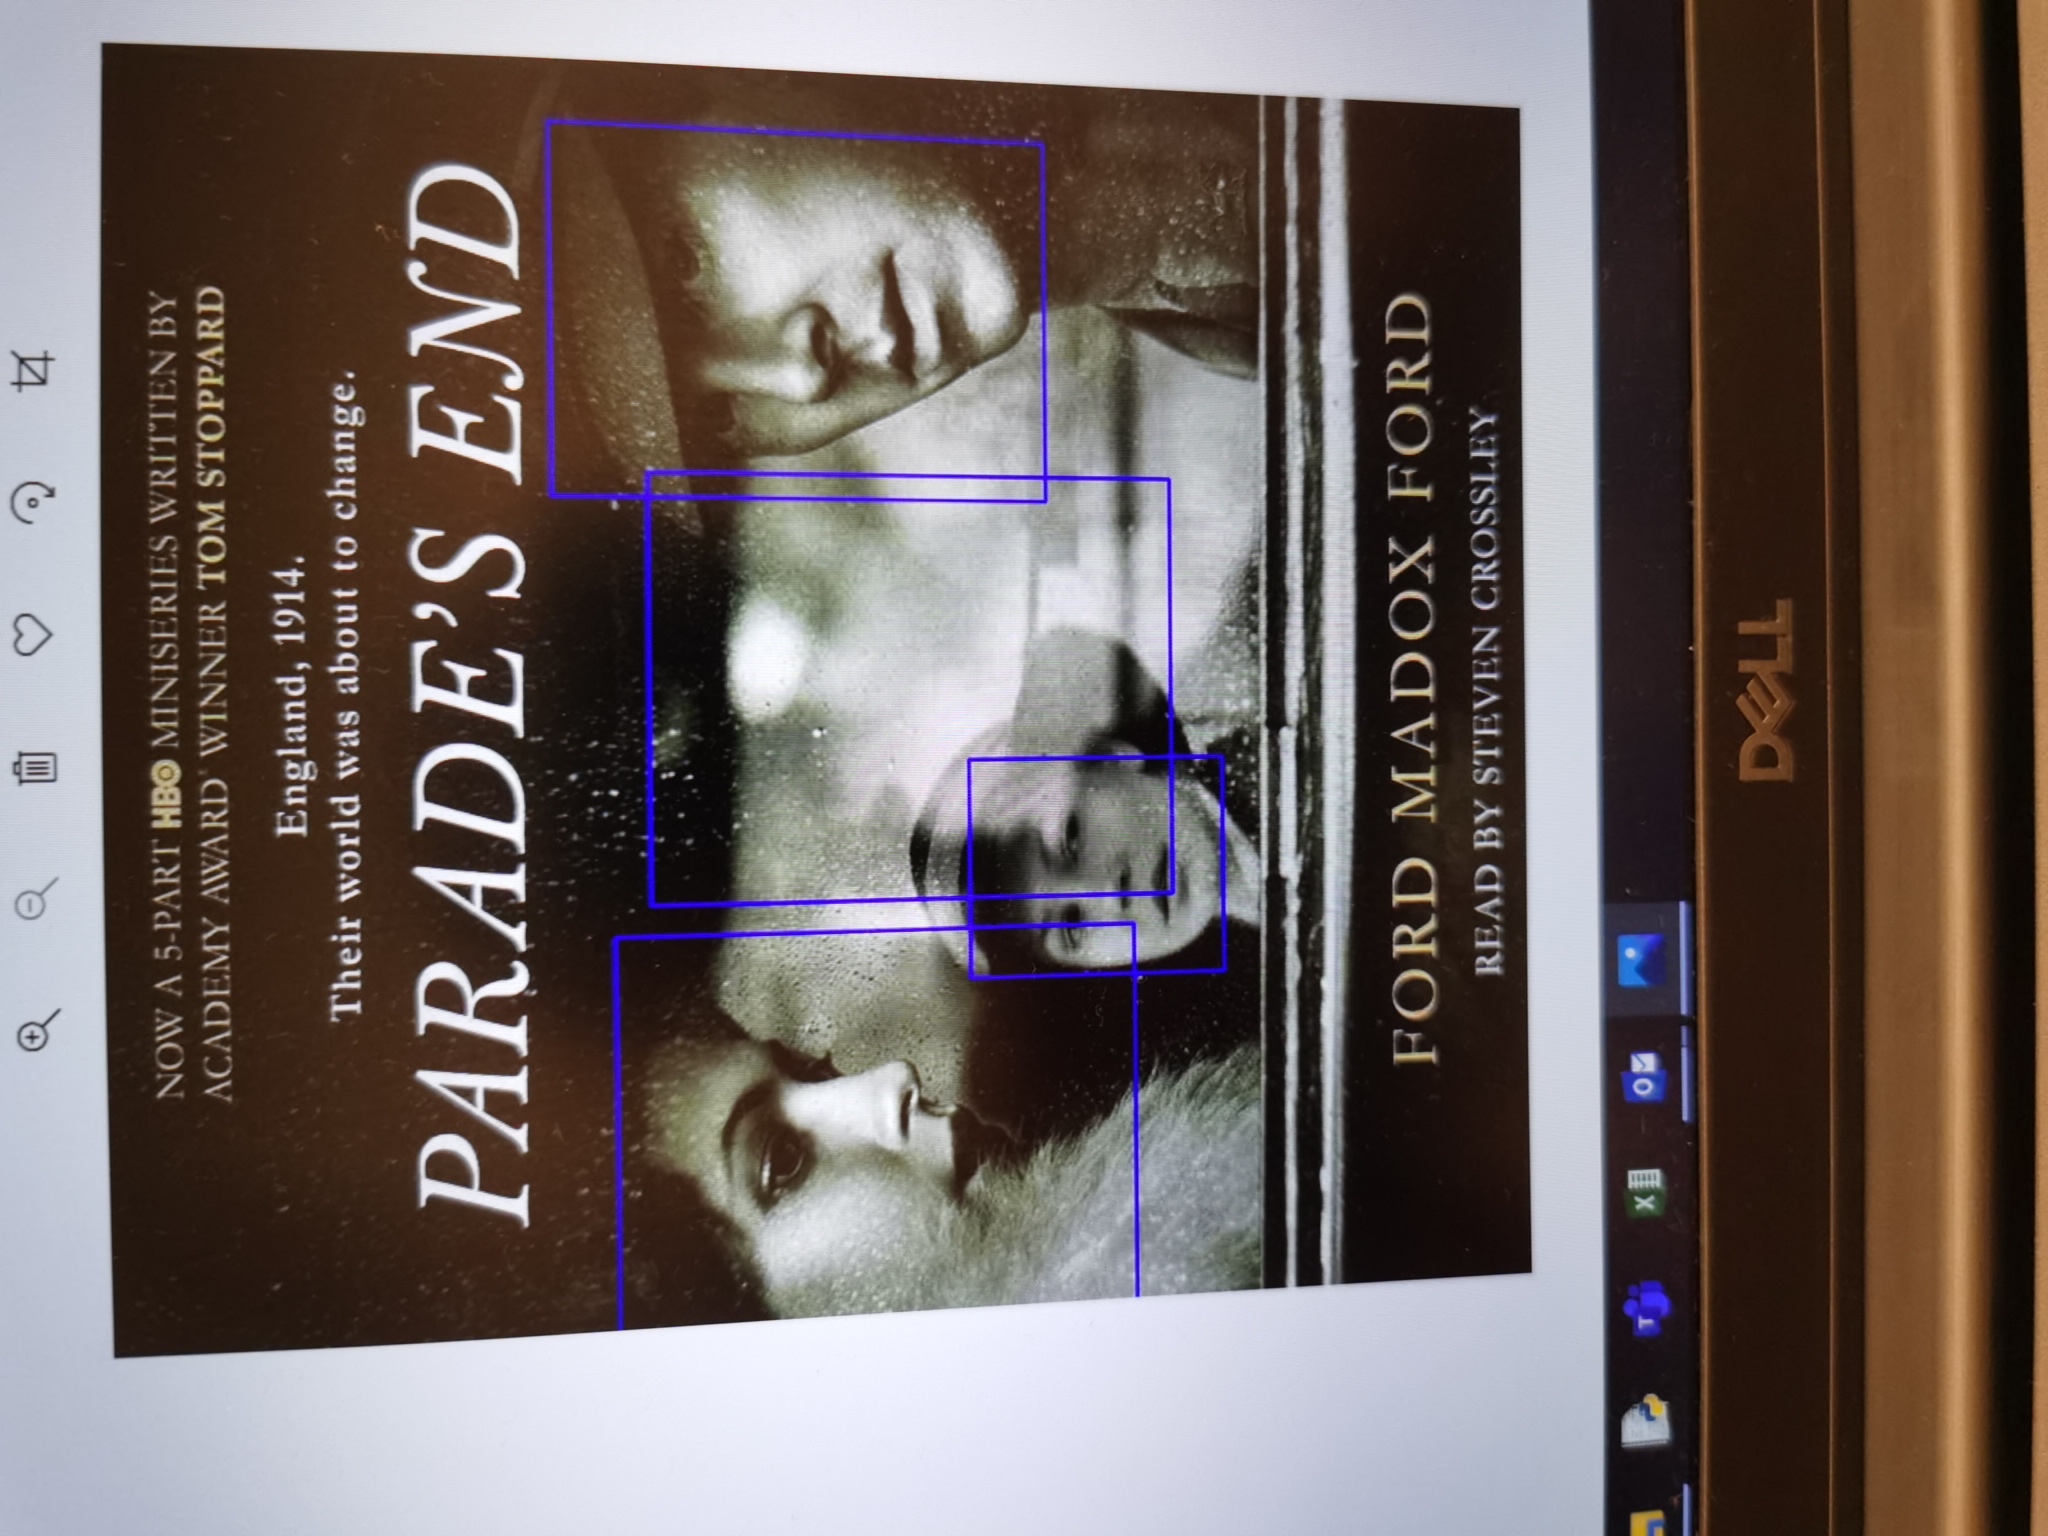 NOW A 5-PART HBO MINISERIES WRITTEN BY
ACADEMY AWARD® WINNER TOM STOPPARD
England, 1914.
Their world was about to change.
PARADE'S END
FORD MADOX FORD
READ BY STEVEN CROSSLEY
T
X
O
DELL